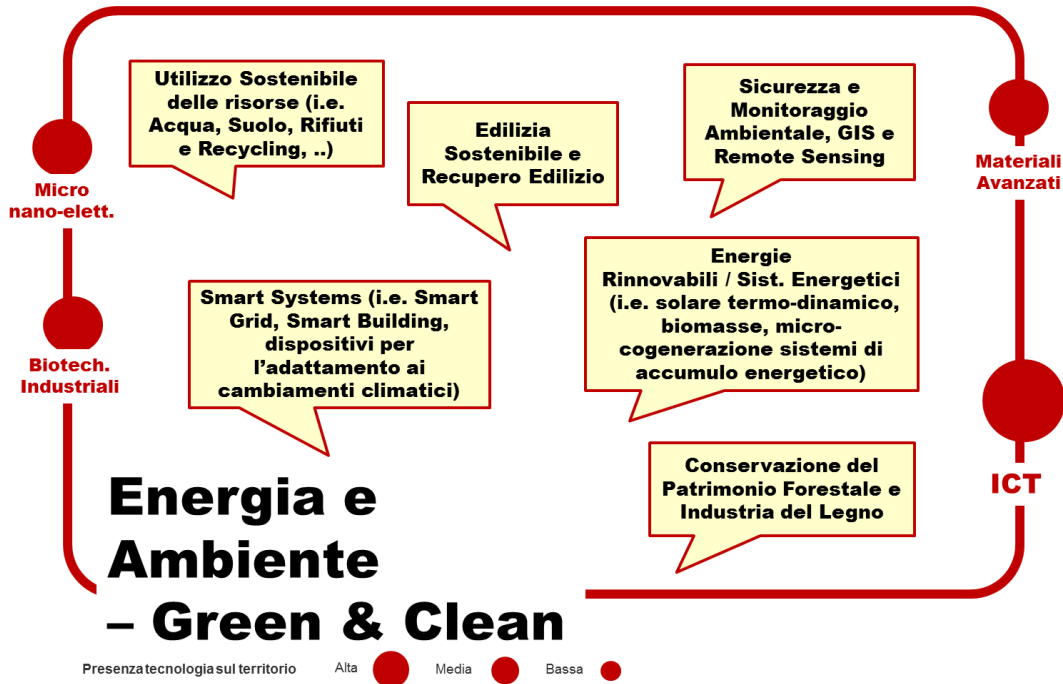 Utilizzo Sostenibile
delle risorse (i.e.
Acqua, Suolo, Rifiuti
e Recycling, ..)
Edilizia
Sostenibile e
Recupero Edilizio
Sicurezza e
Monitoraggio
Ambientale, GIS e
Remote Sensing
Micro
nano-elett.
Materiali
Avanzati
Smart Systems (i.e. Smart
Grid, Smart Building,
dispositivi per
l’adattamento ai
cambiamenti climatici)
Energie
Rinnovabili / Sist. Energetici
(i.e. solare termo-dinamico,
biomasse, micro-
cogenerazione sistemi di
accumulo energetico)
Biotech.
Industriali
Conservazione del
Patrimonio Forestale e
Industria del Legno
ICT
Energia e
Ambiente
– Green & Clean
Presenza tecnologia sul territorio Alta Media Bassa